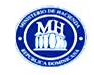 MINISTERIO DE HACIENDA
MH
REPUBLICA DOMINICANA